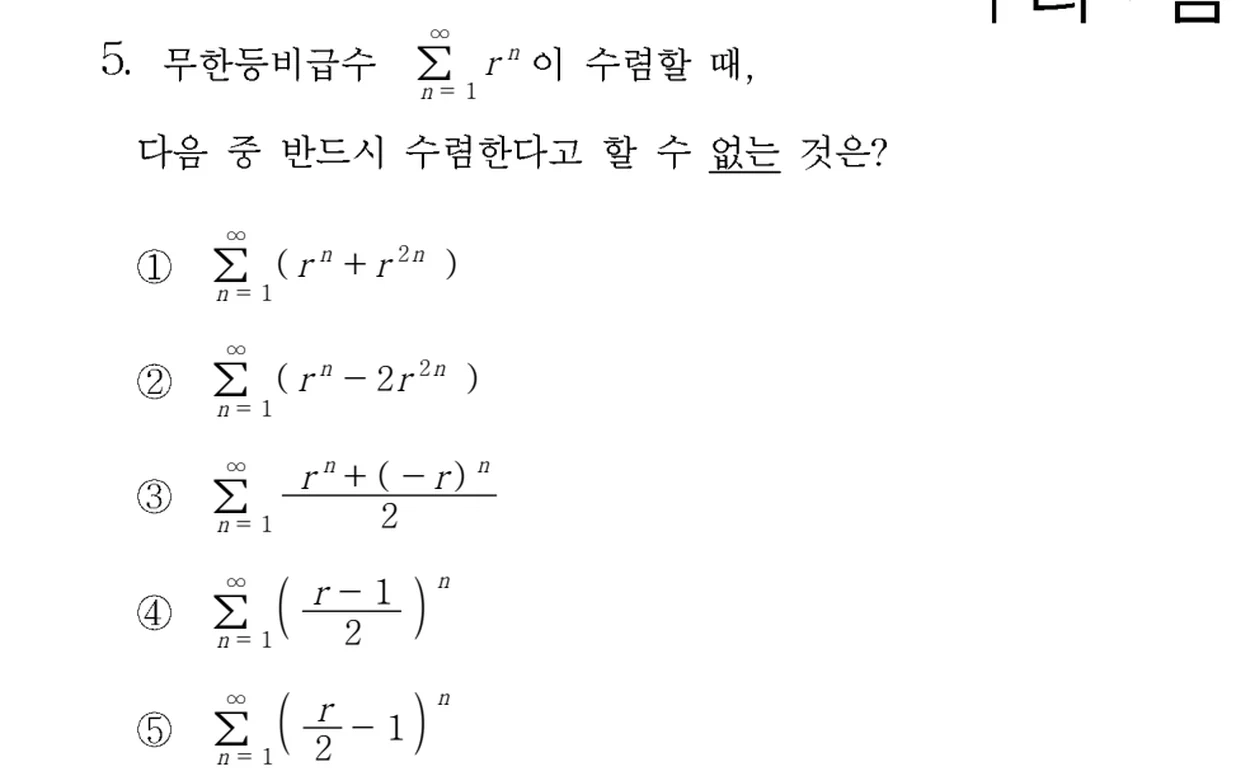 5. 무한등비급수 $\sum_{n=1}^{\infty} r^n$이 수렴할 때,
다음 중 반드시 수렴한다고 할 수 없는 것은?
① $\sum_{n=1}^{\infty} (r^n + r^{2n})$
② $\sum_{n=1}^{\infty} (r^n - 2r^{2n})$
③ $\sum_{n=1}^{\infty} \frac{r^n + (-r)^n}{2}$
④ $\sum_{n=1}^{\infty} \left(\frac{r-1}{2}\right)^n$
⑤ $\sum_{n=1}^{\infty} \left(\frac{r}{2} - 1\right)^n$